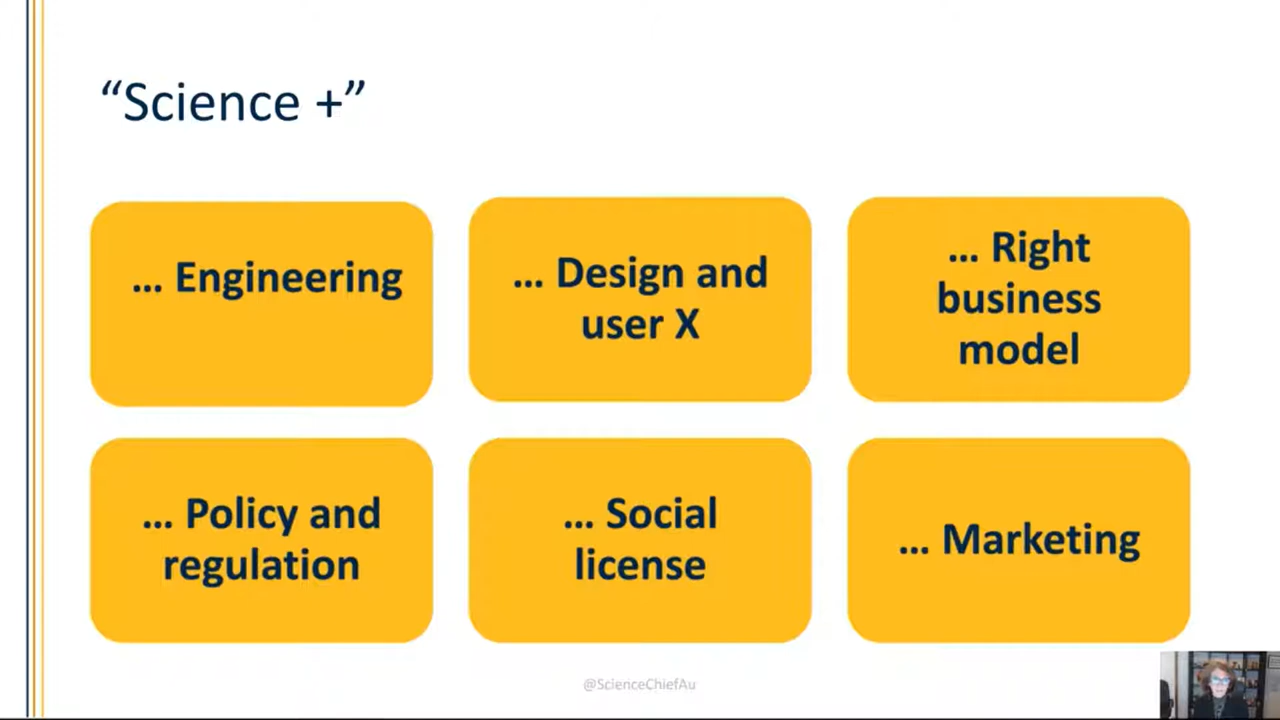 “Science +”
... Engineering
... Design and
user X
... Right
business
model
... Policy and
regulation
... Social
license
... Marketing
@ScienceChiefAu